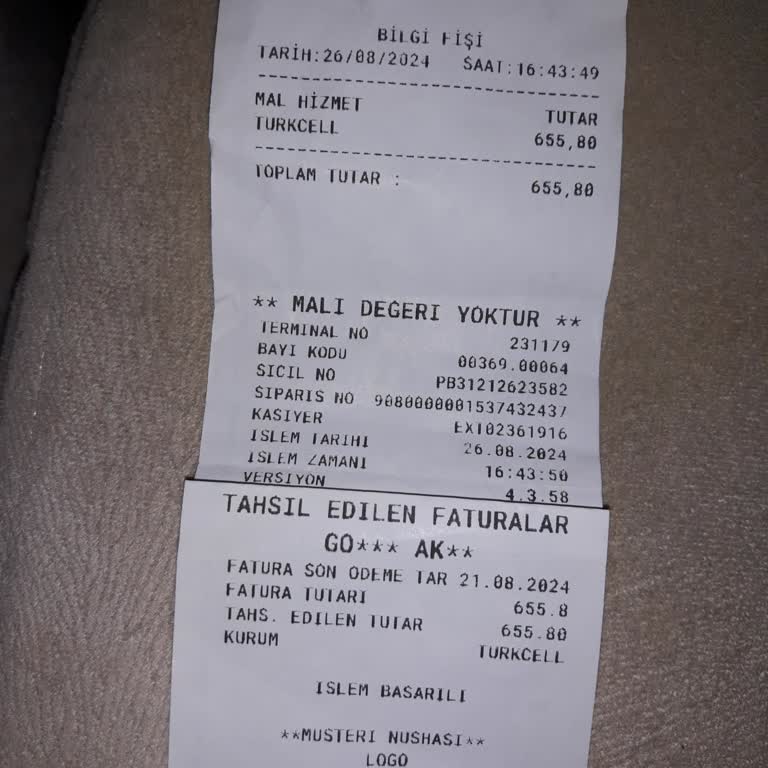 BİLGİ FİŞİ
TARİH:26/08/2024 SAAT:16:43:49
MAL HİZMET TUTAR
TURKCELL 655,80
TOPLAM TUTAR : 655,80
** MALI DEGERI YOKTUR **
TERMINAL NO 231179
BAYI KODU 00369.00064
SICIL NO PB31212623582
SIPARIS NO 9080000001537432437
KASIYER EXT02361916
ISLEM TARIHI 26.08.2024
ISLEM ZAMANI 16:43:50
VERSIYON 4.3.58
TAHSIL EDILEN FATURALAR
GO*** AK**
FATURA SON ODEME TAR 21.08.2024
FATURA TUTARI 655.8
TAHS. EDILEN TUTAR 655.80
KURUM TURKCELL
ISLEM BASARILI
**MUSTERI NUSHASI**
LOGO